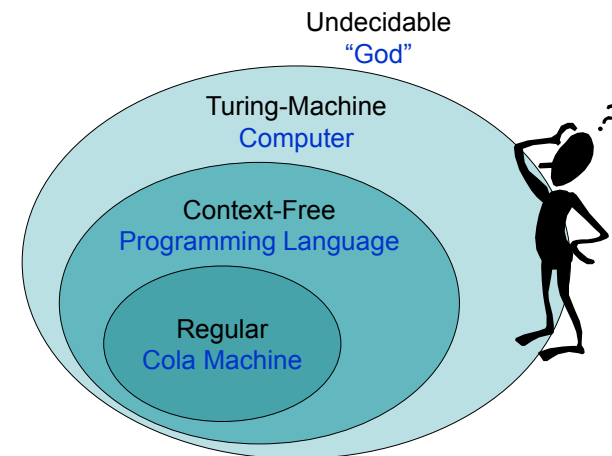 Undecidable
“God”
Turing-Machine
Computer
Context-Free
Programming Language
Regular
Cola Machine